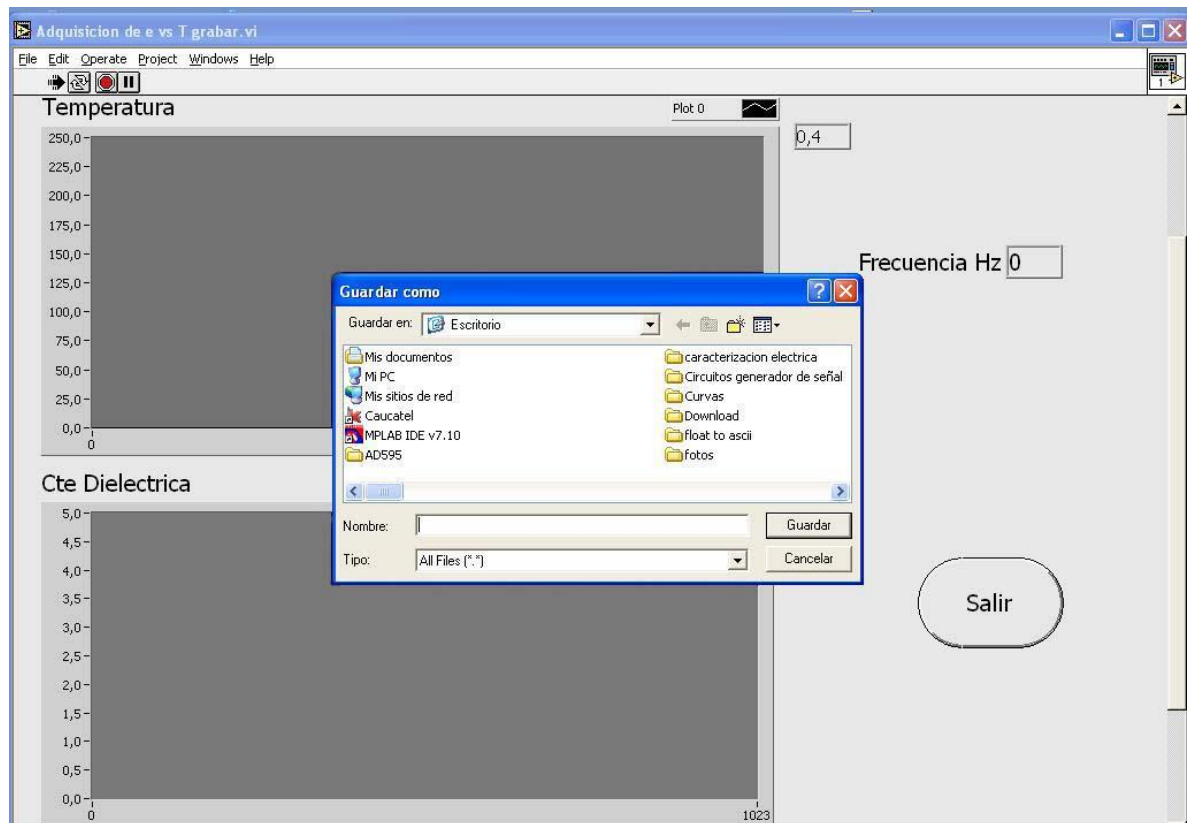 Adquisicion de e vs T grabar.vi
File Edit Operate Project Windows Help
1
Temperatura
Plot 0
0,4
250,0
225,0
200,0
175,0
150,0
125,0
100,0
75,0
50,0
25,0
0,0
0
Frecuencia Hz 0
Guardar como
Guardar en: Escritorio
Mis documentos
Mi PC
Mis sitios de red
Caucatel
MPLAB IDE v7.10
AD595
caracterizacion electrica
Circuitos generador de señal
Curvas
Download
float to ascii
fotos
Nombre:
Guardar
Tipo: All Files (*.*)
Cancelar
Cte Dielectrica
5,0
4,5
4,0
3,5
3,0
2,5
2,0
1,5
1,0
0,5
0,0
0
1023
Salir